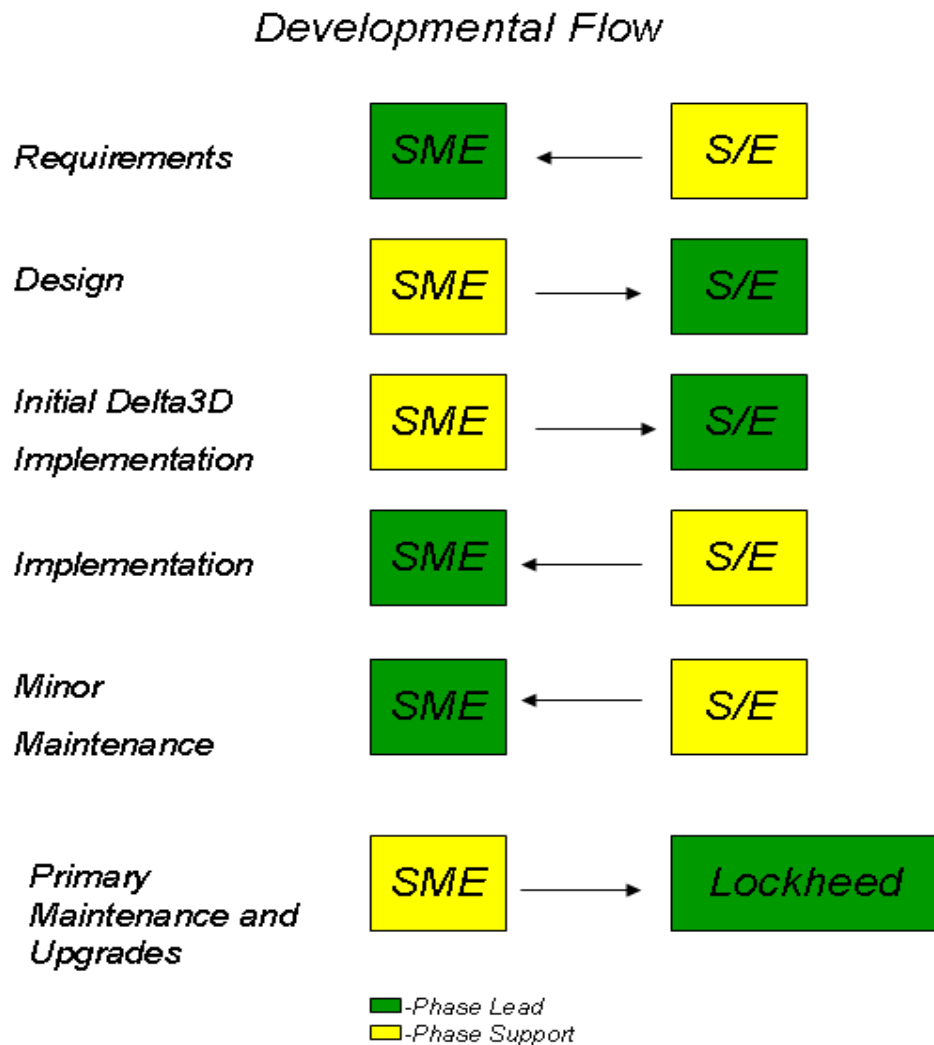 Developmental Flow
Requirements
SME
S/E
Design
SME
S/E
Initial Delta3D
Implementation
SME
S/E
Implementation
SME
S/E
Minor
Maintenance
SME
S/E
Primary
Maintenance and
Upgrades
SME
Lockheed
-Phase Lead
-Phase Support